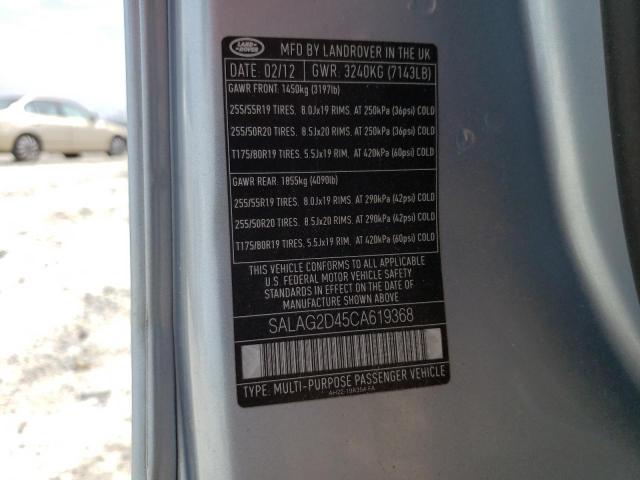 LAND ROVER
MFD BY LANDROVER IN THE UK
DATE: 02/12 GWR: 3240KG (7143LB)
GAWR FRONT: 1450kg (3197lb)
255/55R19 TIRES, 8.0Jx19 RIMS, AT 250kPa (36psi) COLD
255/50R20 TIRES, 8.5Jx20 RIMS, AT 250kPa (36psi) COLD
T175/80R19 TIRES, 5.5Jx19 RIM, AT 420kPa (60psi) COLD
GAWR REAR: 1855kg (4090lb)
255/55R19 TIRES, 8.0Jx19 RIMS, AT 290kPa (42psi) COLD
255/50R20 TIRES, 8.5Jx20 RIMS, AT 290kPa (42psi) COLD
T175/80R19 TIRES, 5.5Jx19 RIM, AT 420kPa (60psi) COLD
THIS VEHICLE CONFORMS TO ALL APPLICABLE
U.S. FEDERAL MOTOR VEHICLE SAFETY
STANDARDS IN EFFECT ON THE DATE OF
MANUFACTURE SHOWN ABOVE
SALAG2D45CA619368
TYPE: MULTI-PURPOSE PASSENGER VEHICLE